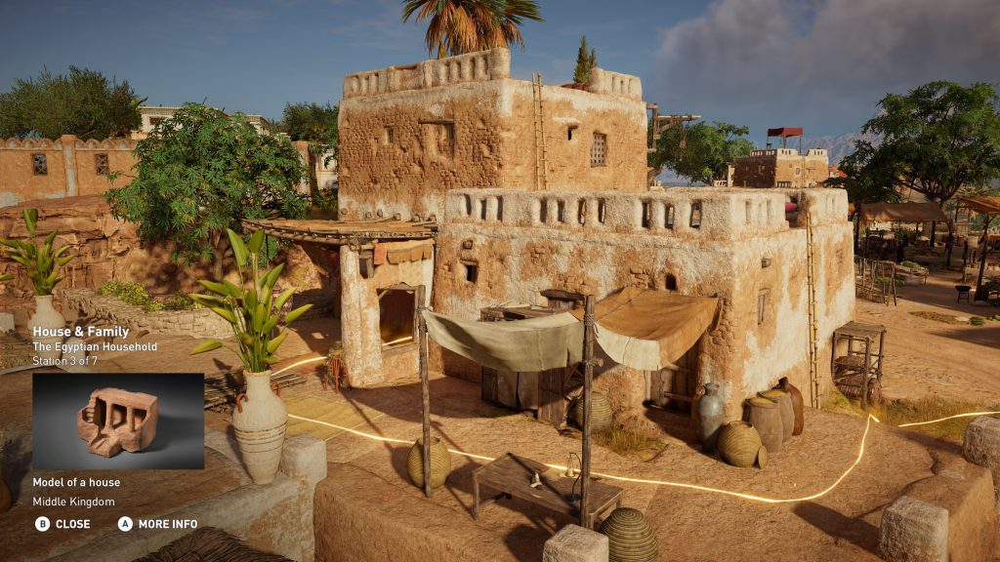 House & Family
The Egyptian Household
Station 3 of 7
Model of a house
Middle Kingdom
B CLOSE A MORE INFO